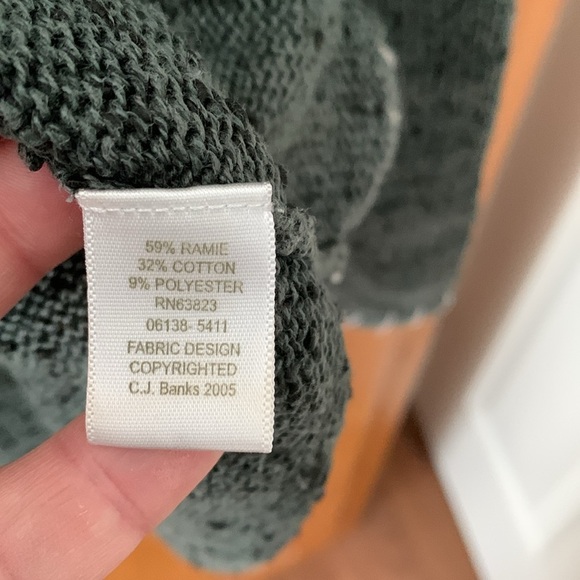 59% RAMIE
32% COTTON
9% POLYESTER
RN63823
06138- 5411
FABRIC DESIGN
COPYRIGHTED
C.J. Banks 2005